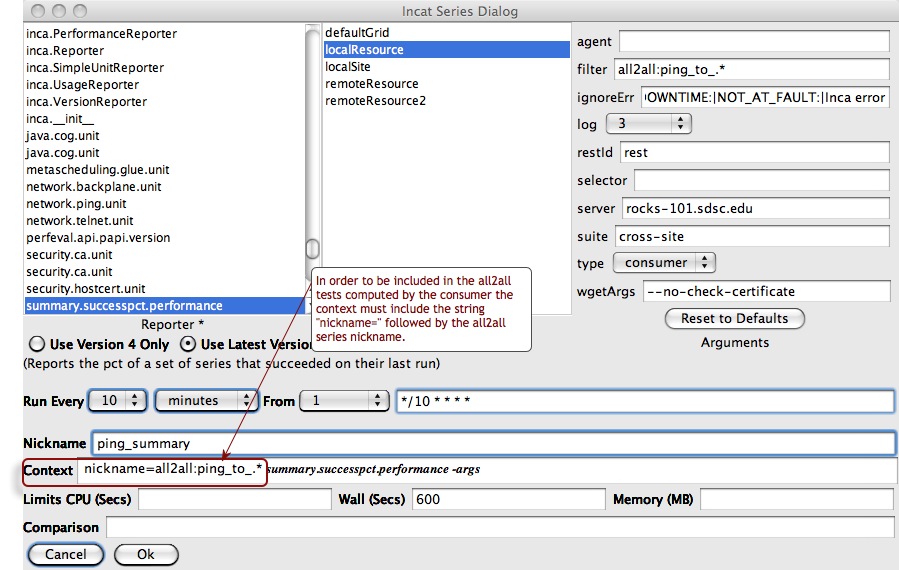 Incat Series Dialog
inca.PerformanceReporter
inca.Reporter
inca.SimpleUnitReporter
inca.UsageReporter
inca.VersionReporter
inca.__init__
java.cog.unit
java.cog.unit
metascheduling.glue.unit
network.backplane.unit
network.ping.unit
network.telnet.unit
perfeval.api.papi.version
security.ca.unit
security.ca.unit
security.hostcert.unit
summary.successpct.performance
Reporter *
defaultGrid
localResource
localSite
remoteResource
remoteResource2
agent
filter all2all:ping_to_.*
ignoreErr OWNTIME:|NOT_AT_FAULT:|Inca error
log 3
restId rest
selector
server rocks-101.sdsc.edu
suite cross-site
type consumer
wgetArgs --no-check-certificate
Reset to Defaults
Arguments
In order to be included in the all2all
tests computed by the consumer the
context must include the string
"nickname=" followed by the all2all
series nickname.
Use Version 4 Only Use Latest Versio
(Reports the pct of a set of series that succeeded on their last run)
Run Every 10 minutes From 1 */10 * * * *
Nickname ping_summary
Context nickname=all2all:ping_to_.* summary.successpct.performance -args
Limits CPU (Secs) Wall (Secs) 600 Memory (MB)
Comparison
Cancel Ok